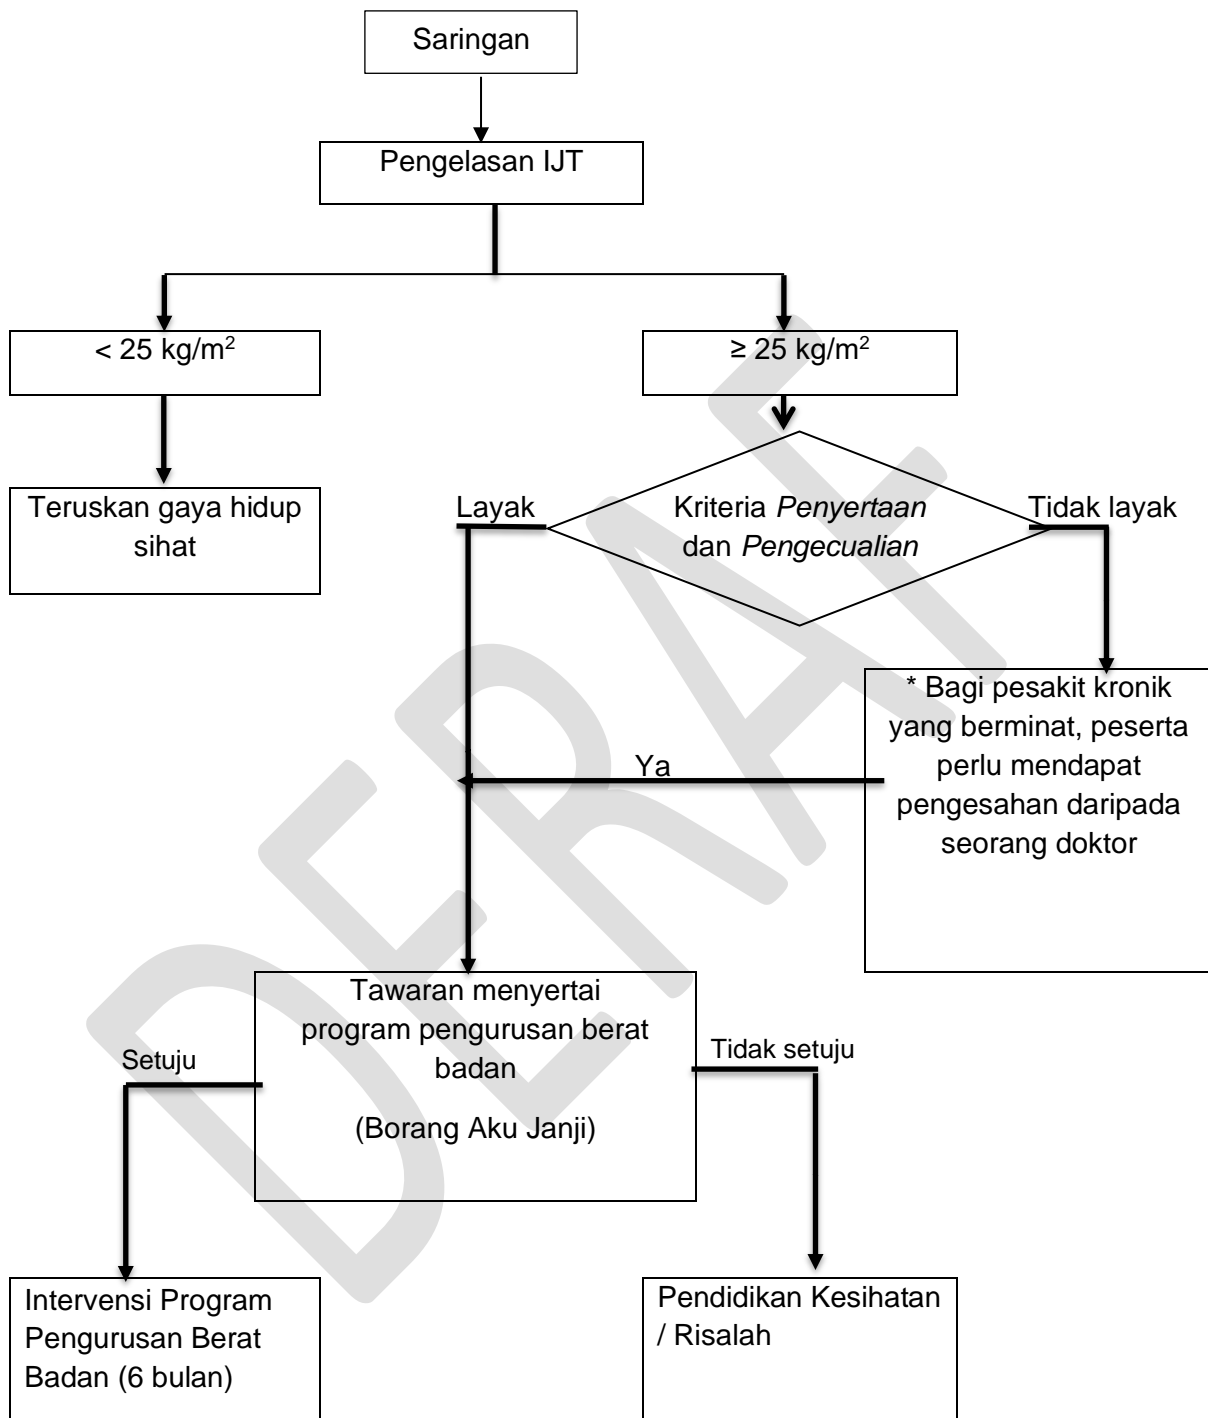 Saringan
Pengelasan IJT
< 25 kg/m²
≥ 25 kg/m²
Teruskan gaya hidup
sihat
Layak
Kriteria Penyertaan
dan Pengecualian
Tidak layak
* Bagi pesakit kronik
yang berminat, peserta
perlu mendapat
pengesahan daripada
seorang doktor
Ya
Tawaran menyertai
program pengurusan berat
badan
(Borang Aku Janji)
Setuju
Tidak setuju
Intervensi Program
Pengurusan Berat
Badan (6 bulan)
Pendidikan Kesihatan
/ Risalah
DERAF